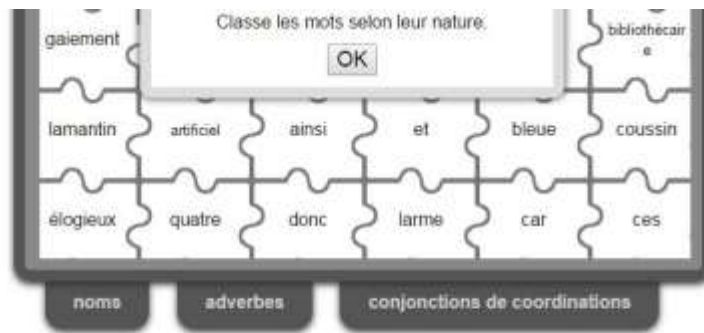 Classe les mots selon leur nature.
OK
gaiement
bibliothécair
e
lamantin artificiel ainsi et bleue coussin
élogieux quatre donc larme car ces
noms adverbes conjonctions de coordinations